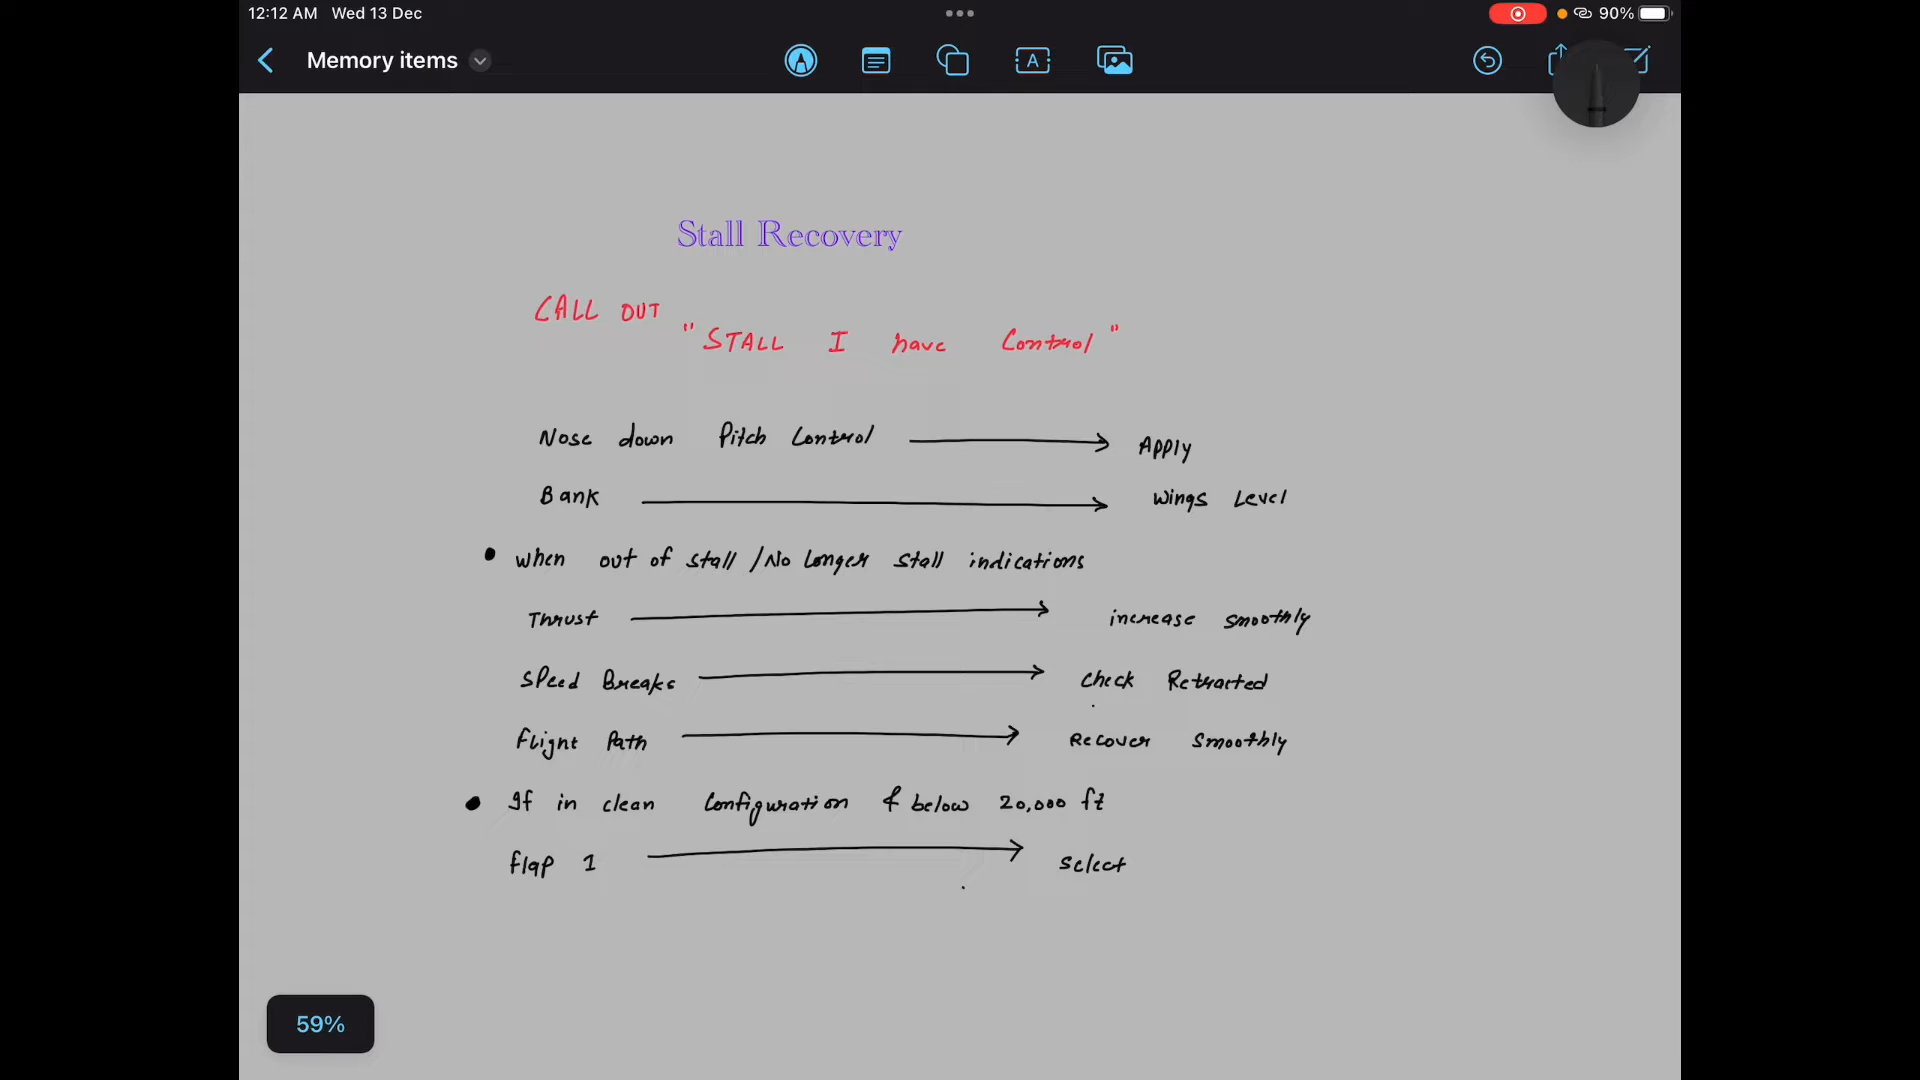 12:12 AM Wed 13 Dec
90%
Memory items
A
Stall Recovery
CALL OUT
"STALL I have Control"
Nose down Pitch Control → Apply
Bank → Wings Level
• When out of stall / No Longer stall indications
Thrust → increase smoothly
Speed Breaks → check Retracted
Flight Path → Recover smoothly
• If in clean Configuration & below 20,000 ft
flap 1 → select
59%